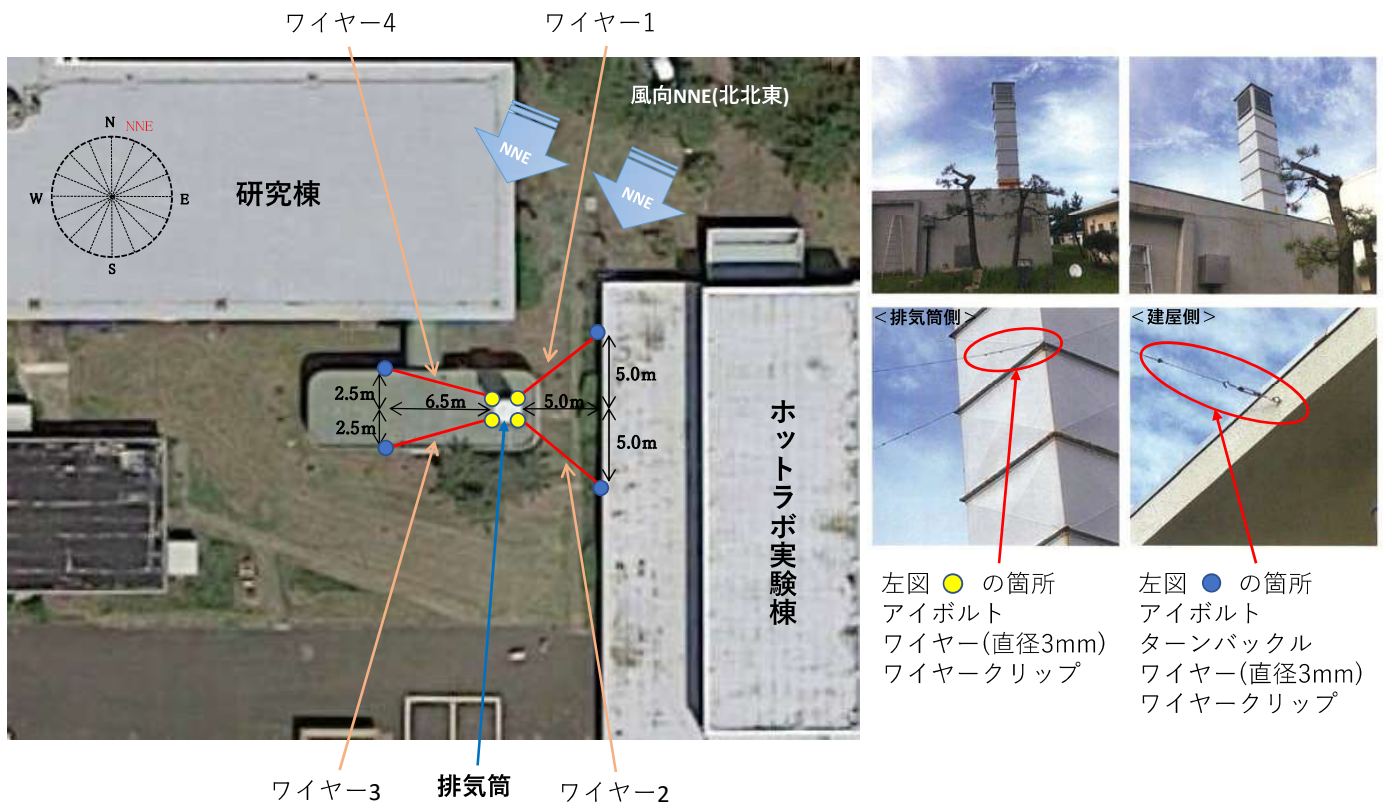 ワイヤー4
ワイヤー1
風向NNE(北北東)
N
NNE
W
E
S
研究棟
NNE
NNE
2.5m
2.5m
6.5m
5.0m
5.0m
5.0m
ホットラボ実験棟
ワイヤー3
排気筒
ワイヤー2
＜排気筒側＞
＜建屋側＞
左図 の箇所
アイボルト
ワイヤー(直径3mm)
ワイヤークリップ
左図 の箇所
アイボルト
ターンバックル
ワイヤー(直径3mm)
ワイヤークリップ